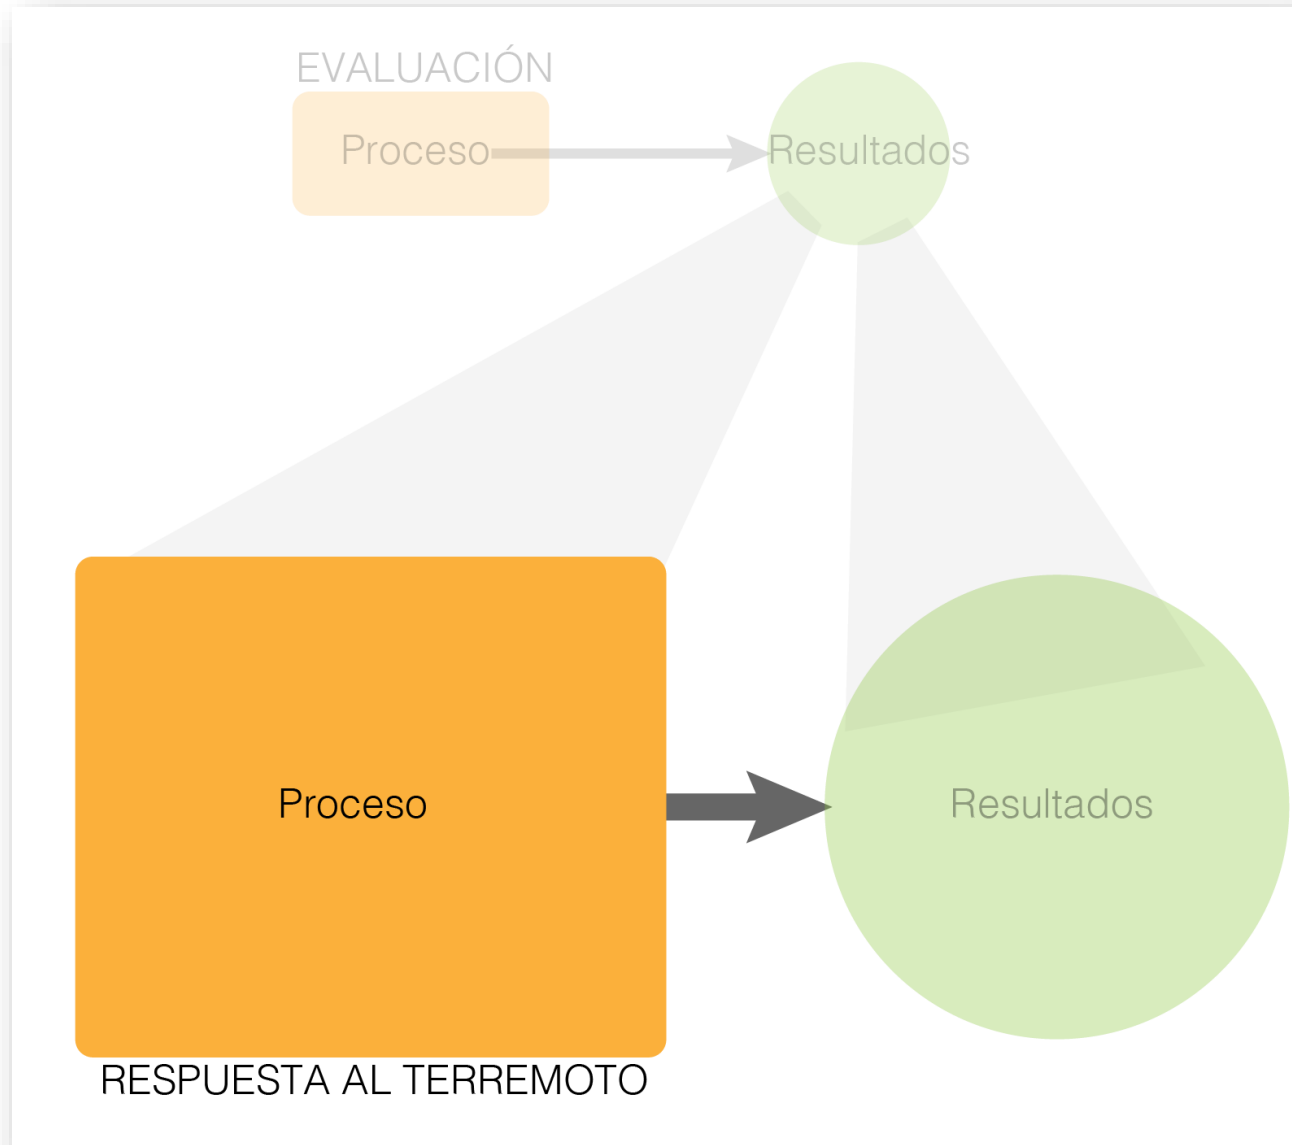 EVALUACIÓN
Proceso
Resultados
Proceso
Resultados
RESPUESTA AL TERREMOTO